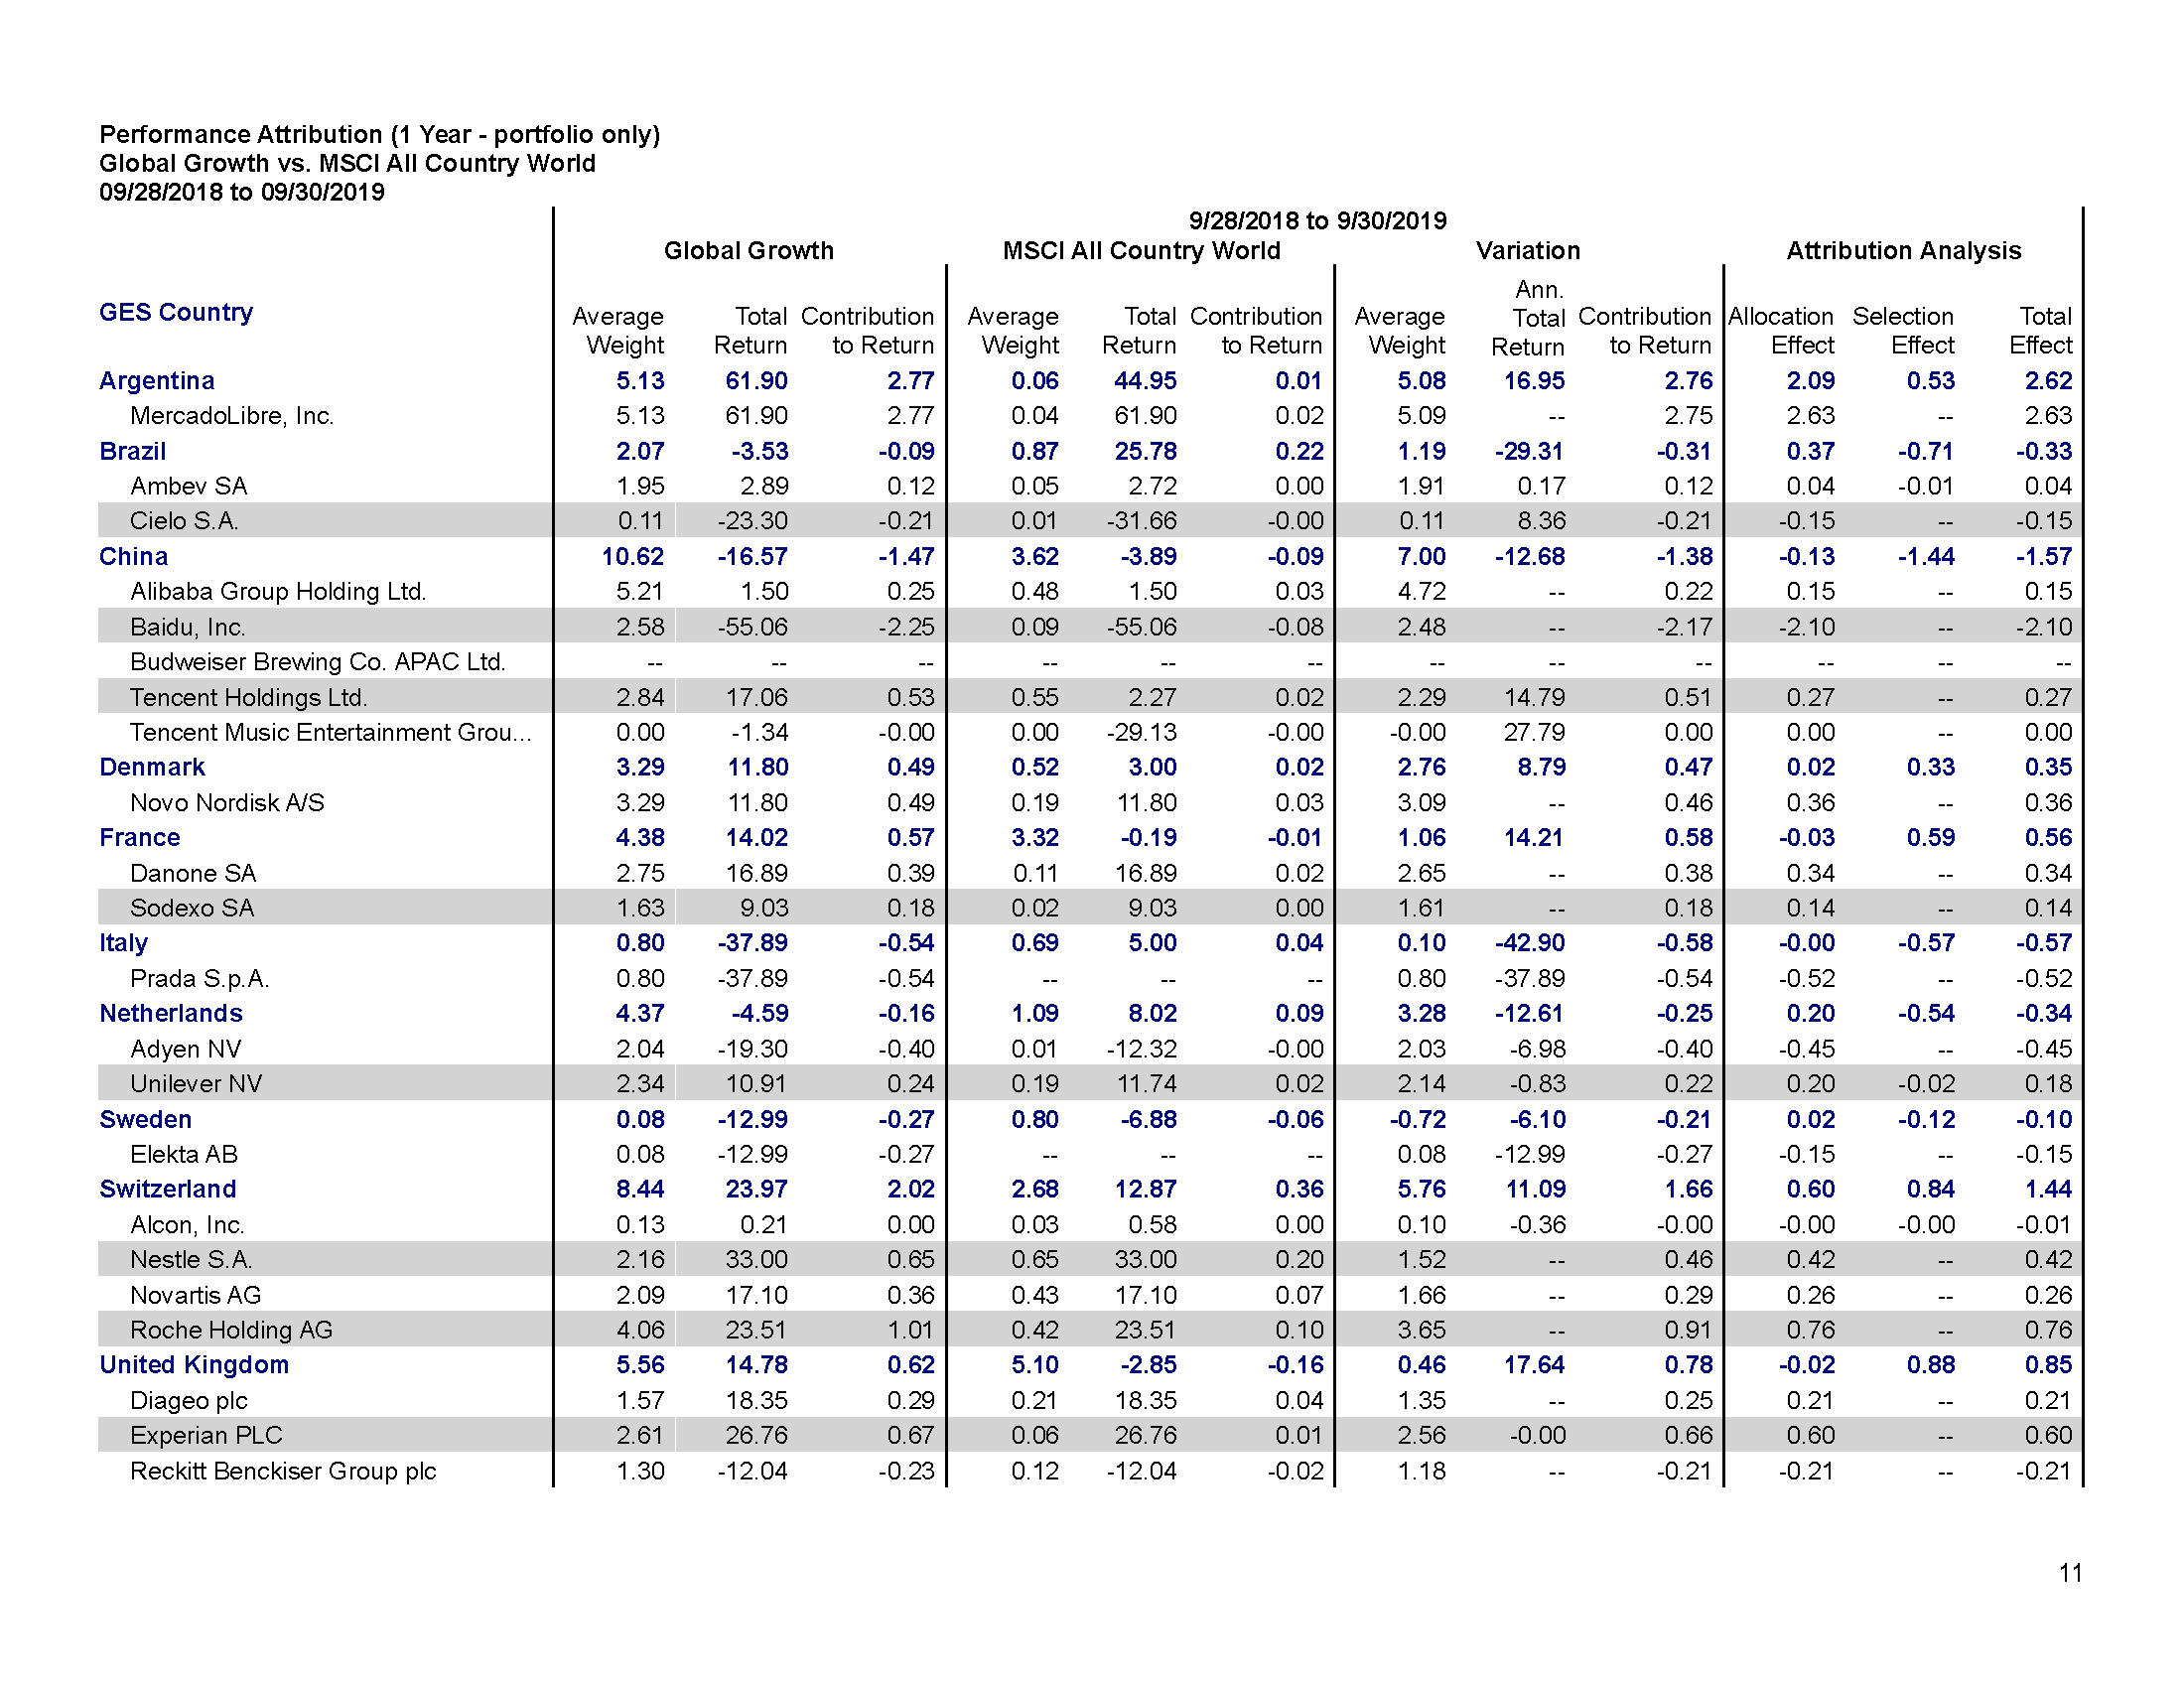 Performance Attribution (1 Year - portfolio only)
Global Growth vs. MSCI All Country World
09/28/2018 to 09/30/2019
9/28/2018 to 9/30/2019
Global Growth MSCI All Country World Variation Attribution Analysis
GES Country Average Weight Total Return Contribution to Return Average Weight Total Return Contribution to Return Average Weight Ann. Total Return Contribution to Return Allocation Effect Selection Effect Total Effect
Argentina 5.13 61.90 2.77 0.06 44.95 0.01 5.08 16.95 2.76 2.09 0.53 2.62
MercadoLibre, Inc. 5.13 61.90 2.77 0.04 61.90 0.02 5.09 -- 2.75 2.63 -- 2.63
Brazil 2.07 -3.53 -0.09 0.87 25.78 0.22 1.19 -29.31 -0.31 0.37 -0.71 -0.33
Ambev SA 1.95 2.89 0.12 0.05 2.72 0.00 1.91 0.17 0.12 0.04 -0.01 0.04
Cielo S.A. 0.11 -23.30 -0.21 0.01 -31.66 -0.00 0.11 8.36 -0.21 -0.15 -- -0.15
China 10.62 -16.57 -1.47 3.62 -3.89 -0.09 7.00 -12.68 -1.38 -0.13 -1.44 -1.57
Alibaba Group Holding Ltd. 5.21 1.50 0.25 0.48 1.50 0.03 4.72 -- 0.22 0.15 -- 0.15
Baidu, Inc. 2.58 -55.06 -2.25 0.09 -55.06 -0.08 2.48 -- -2.17 -2.10 -- -2.10
Budweiser Brewing Co. APAC Ltd. -- -- -- -- -- -- -- -- -- -- -- --
Tencent Holdings Ltd. 2.84 17.06 0.53 0.55 2.27 0.02 2.29 14.79 0.51 0.27 -- 0.27
Tencent Music Entertainment Grou... 0.00 -1.34 -0.00 0.00 -29.13 -0.00 -0.00 27.79 0.00 0.00 -- 0.00
Denmark 3.29 11.80 0.49 0.52 3.00 0.02 2.76 8.79 0.47 0.02 0.33 0.35
Novo Nordisk A/S 3.29 11.80 0.49 0.19 11.80 0.03 3.09 -- 0.46 0.36 -- 0.36
France 4.38 14.02 0.57 3.32 -0.19 -0.01 1.06 14.21 0.58 -0.03 0.59 0.56
Danone SA 2.75 16.89 0.39 0.11 16.89 0.02 2.65 -- 0.38 0.34 -- 0.34
Sodexo SA 1.63 9.03 0.18 0.02 9.03 0.00 1.61 -- 0.18 0.14 -- 0.14
Italy 0.80 -37.89 -0.54 0.69 5.00 0.04 0.10 -42.90 -0.58 -0.00 -0.57 -0.57
Prada S.p.A. 0.80 -37.89 -0.54 -- -- -- 0.80 -37.89 -0.54 -0.52 -- -0.52
Netherlands 4.37 -4.59 -0.16 1.09 8.02 0.09 3.28 -12.61 -0.25 0.20 -0.54 -0.34
Adyen NV 2.04 -19.30 -0.40 0.01 -12.32 -0.00 2.03 -6.98 -0.40 -0.45 -- -0.45
Unilever NV 2.34 10.91 0.24 0.19 11.74 0.02 2.14 -0.83 0.22 0.20 -0.02 0.18
Sweden 0.08 -12.99 -0.27 0.80 -6.88 -0.06 -0.72 -6.10 -0.21 0.02 -0.12 -0.10
Elekta AB 0.08 -12.99 -0.27 -- -- -- 0.08 -12.99 -0.27 -0.15 -- -0.15
Switzerland 8.44 23.97 2.02 2.68 12.87 0.36 5.76 11.09 1.66 0.60 0.84 1.44
Alcon, Inc. 0.13 0.21 0.00 0.03 0.58 0.00 0.10 -0.36 -0.00 -0.00 -0.00 -0.01
Nestle S.A. 2.16 33.00 0.65 0.65 33.00 0.20 1.52 -- 0.46 0.42 -- 0.42
Novartis AG 2.09 17.10 0.36 0.43 17.10 0.07 1.66 -- 0.29 0.26 -- 0.26
Roche Holding AG 4.06 23.51 1.01 0.42 23.51 0.10 3.65 -- 0.91 0.76 -- 0.76
United Kingdom 5.56 14.78 0.62 5.10 -2.85 -0.16 0.46 17.64 0.78 -0.02 0.88 0.85
Diageo plc 1.57 18.35 0.29 0.21 18.35 0.04 1.35 -- 0.25 0.21 -- 0.21
Experian PLC 2.61 26.76 0.67 0.06 26.76 0.01 2.56 -0.00 0.66 0.60 -- 0.60
Reckitt Benckiser Group plc 1.30 -12.04 -0.23 0.12 -12.04 -0.02 1.18 -- -0.21 -0.21 -- -0.21
11